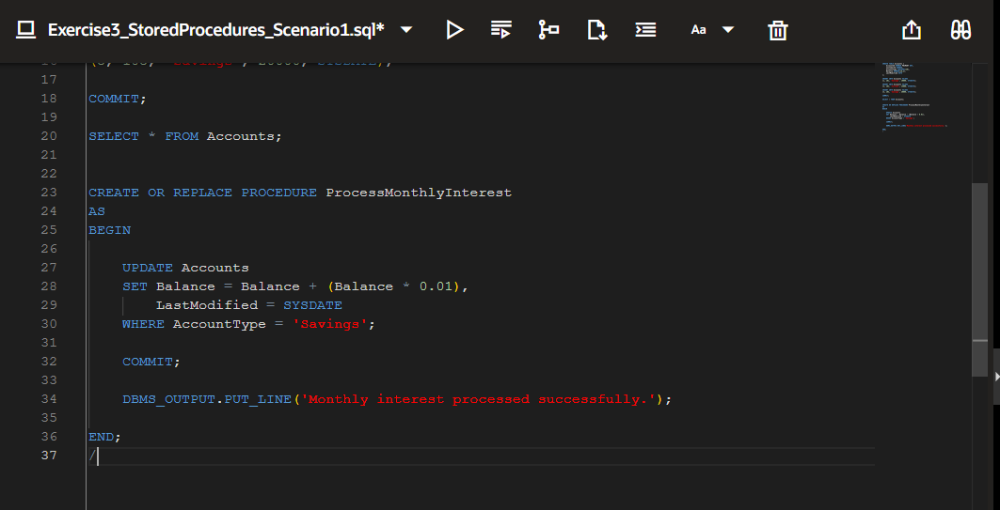 Exercise3_StoredProcedures_Scenario1.sql*
Aa
17
18 COMMIT;
19
20 SELECT * FROM Accounts;
21
22
23 CREATE OR REPLACE PROCEDURE ProcessMonthlyInterest
24 AS
25 BEGIN
26
27 UPDATE Accounts
28 SET Balance = Balance + (Balance * 0.01),
29 LastModified = SYSDATE
30 WHERE AccountType = 'Savings';
31
32 COMMIT;
33
34 DBMS_OUTPUT.PUT_LINE('Monthly interest processed successfully.');
35
36 END;
37 /